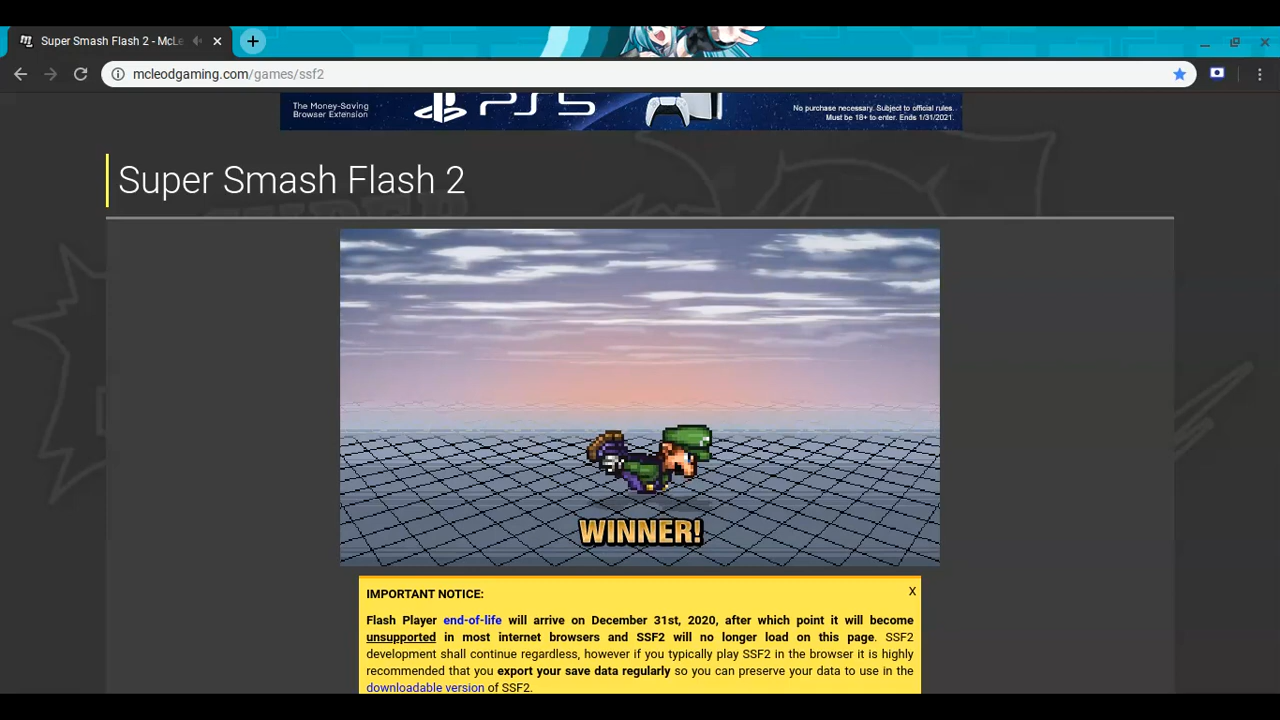 Super Smash Flash 2 - McLe
mcleodgaming.com/games/ssf2
The Money-Saving
Browser Extension
PS5
No purchase necessary. Subject to official rules.
Must be 18+ to enter. Ends 1/31/2021.
Super Smash Flash 2
WINNER!
IMPORTANT NOTICE:
X
Flash Player end-of-life will arrive on December 31st, 2020, after which point it will become
unsupported in most internet browsers and SSF2 will no longer load on this page. SSF2
development shall continue regardless, however if you typically play SSF2 in the browser it is highly
recommended that you export your save data regularly so you can preserve your data to use in the
downloadable version of SSF2.